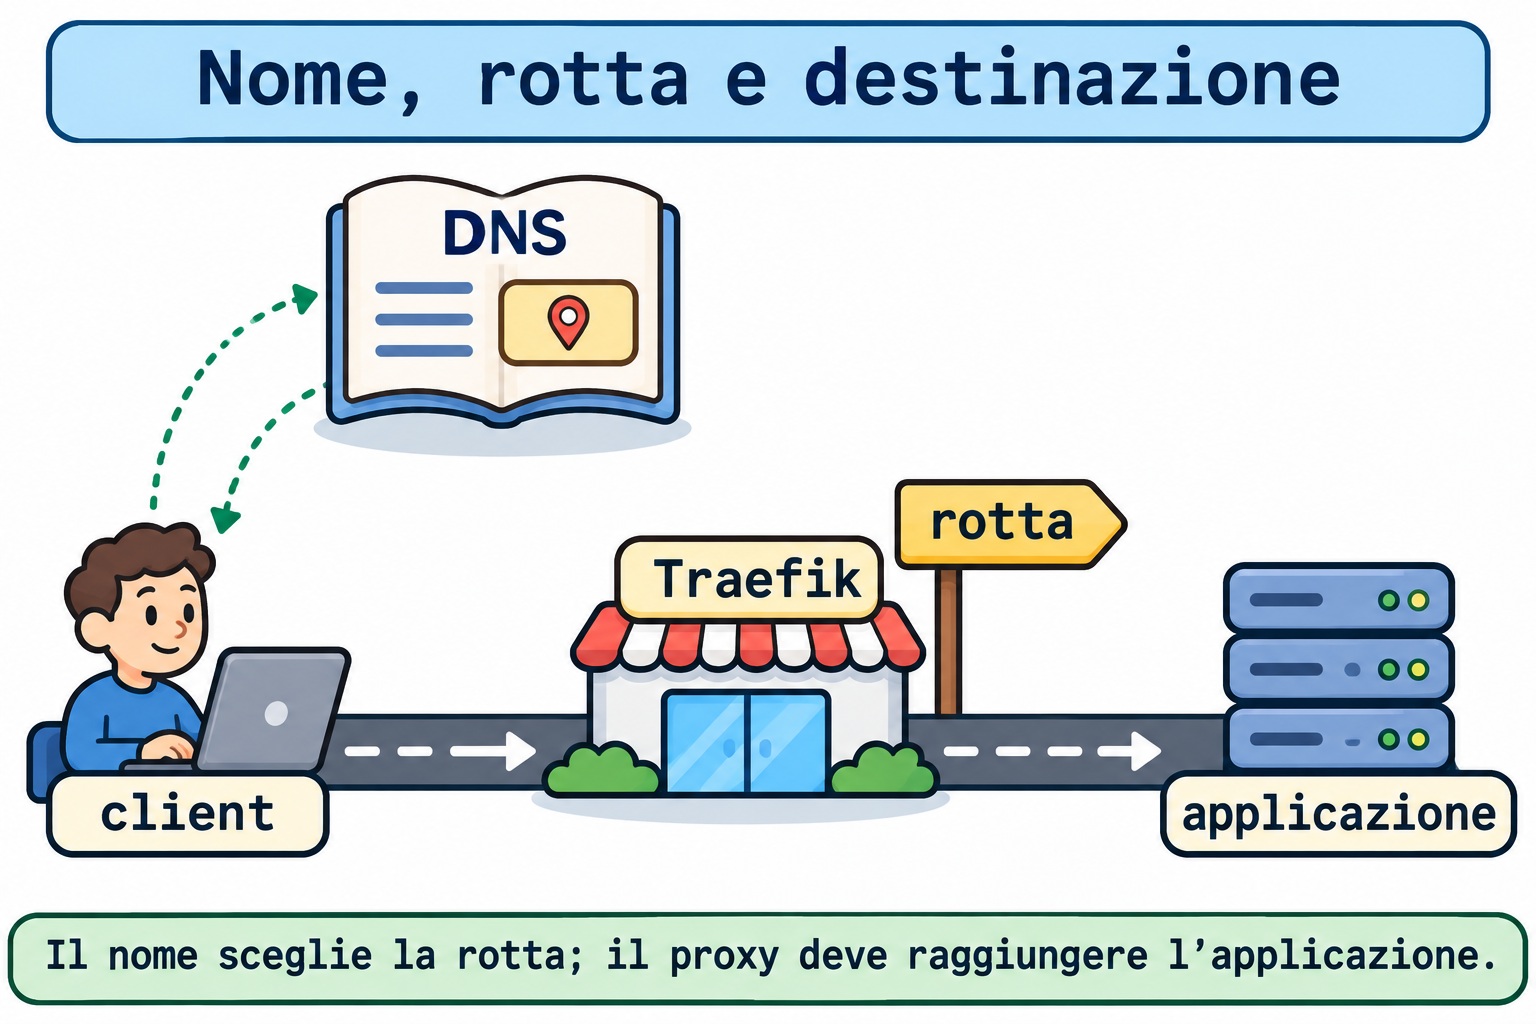 Nome, rotta e destinazione
DNS
rotta
Traefik
client
applicazione
Il nome sceglie la rotta; il proxy deve raggiungere l’applicazione.